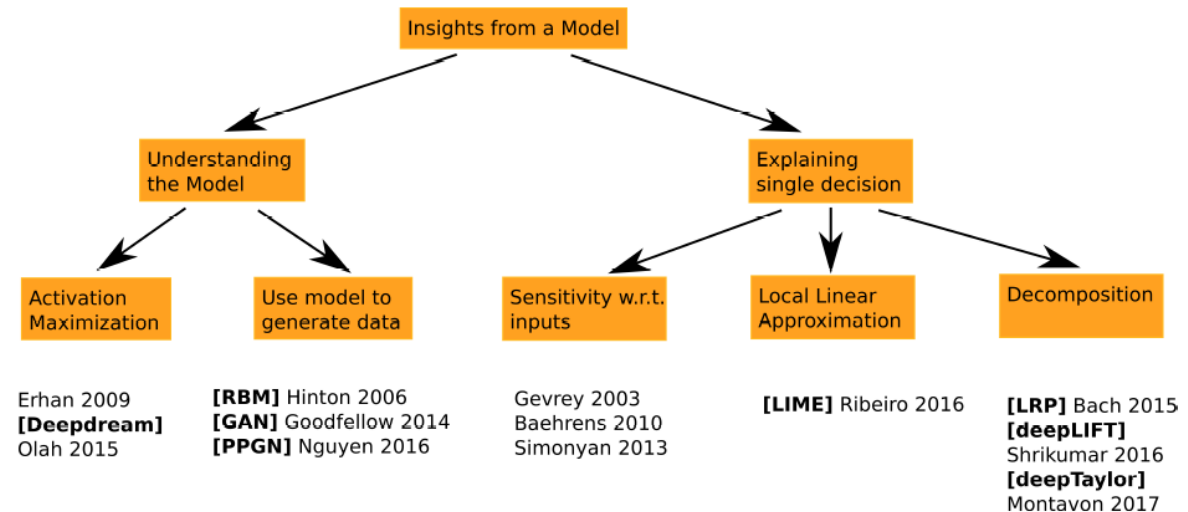 Insights from a Model
Understanding
the Model
Explaining
single decision
Activation
Maximization
Use model to
generate data
Sensitivity w.r.t.
inputs
Local Linear
Approximation
Decomposition
Erhan 2009
[Deepdream]
Olah 2015
[RBM] Hinton 2006
[GAN] Goodfellow 2014
[PPGN] Nguyen 2016
Gevrey 2003
Baehrens 2010
Simonyan 2013
[LIME] Ribeiro 2016
[LRP] Bach 2015
[deepLIFT]
Shrikumar 2016
[deepTaylor]
Montavon 2017